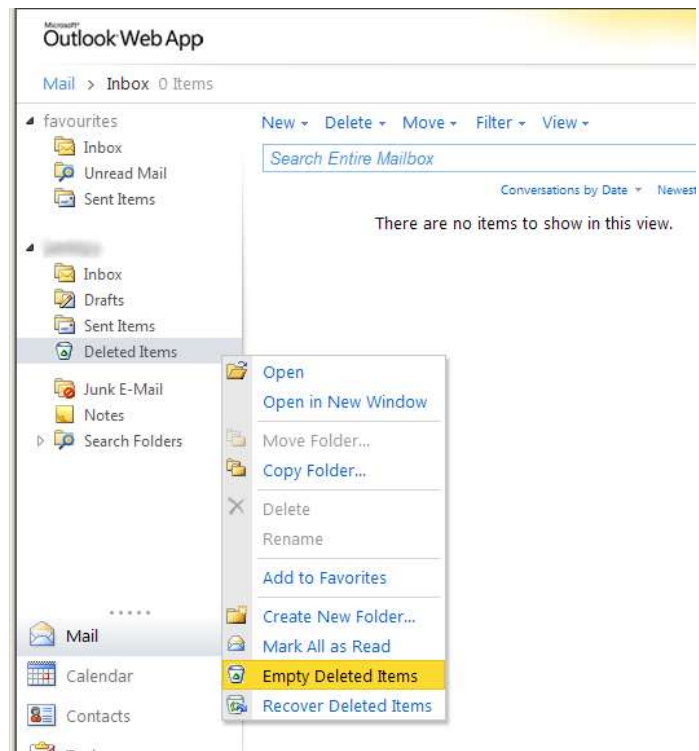 Microsoft®
Outlook Web App
Mail > Inbox 0 Items
favourites
Inbox
Unread Mail
Sent Items
Inbox
Drafts
Sent Items
Deleted Items
Junk E-Mail
Notes
Search Folders
Mail
Calendar
Contacts
New Delete Move Filter View
Search Entire Mailbox
Conversations by Date Newest
There are no items to show in this view.
Open
Open in New Window
Move Folder...
Copy Folder...
Delete
Rename
Add to Favorites
Create New Folder...
Mark All as Read
Empty Deleted Items
Recover Deleted Items